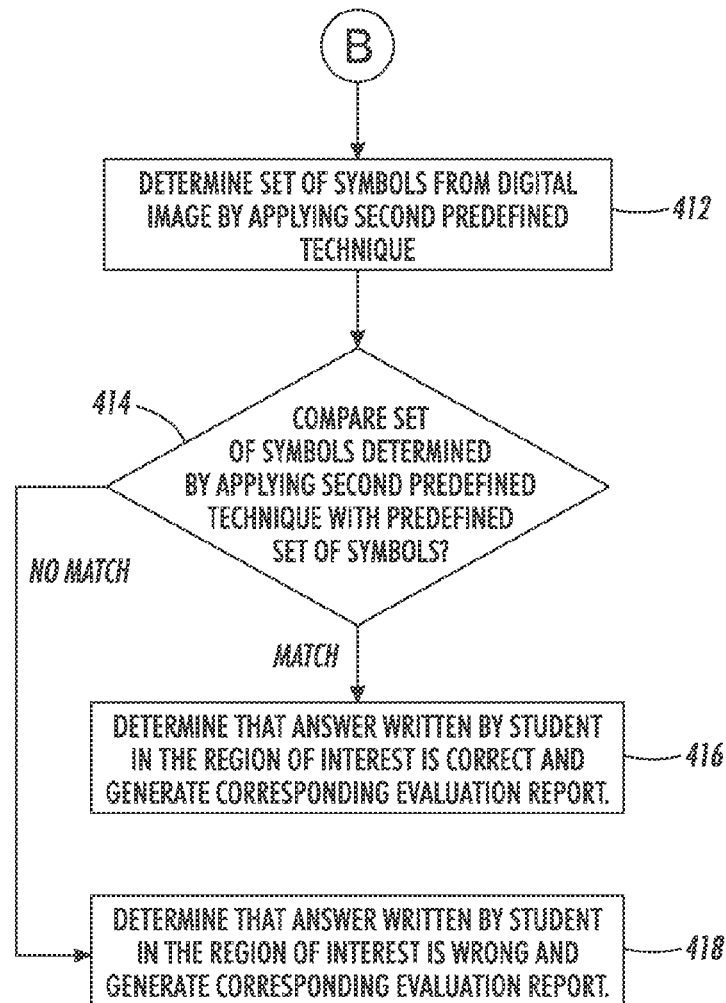 B
DETERMINE SET OF SYMBOLS FROM DIGITAL
IMAGE BY APPLYING SECOND PREDEFINED
TECHNIQUE
412
414
COMPARE SET
OF SYMBOLS DETERMINED
BY APPLYING SECOND PREDEFINED
TECHNIQUE WITH PREDEFINED
SET OF SYMBOLS?
NO MATCH
MATCH
DETERMINE THAT ANSWER WRITTEN BY STUDENT
IN THE REGION OF INTEREST IS CORRECT AND
GENERATE CORRESPONDING EVALUATION REPORT.
416
DETERMINE THAT ANSWER WRITTEN BY STUDENT
IN THE REGION OF INTEREST IS WRONG AND
GENERATE CORRESPONDING EVALUATION REPORT.
418